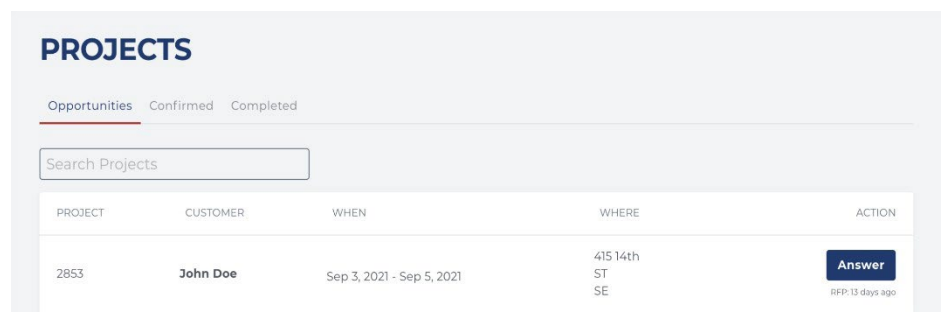 PROJECTS
Opportunities Confirmed Completed
Search Projects
PROJECT CUSTOMER WHEN WHERE ACTION
2853 John Doe Sep 3, 2021 - Sep 5, 2021 415 14th
ST
SE
Answer
RFP: 13 days ago